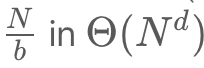 N/b in Θ(N^d)